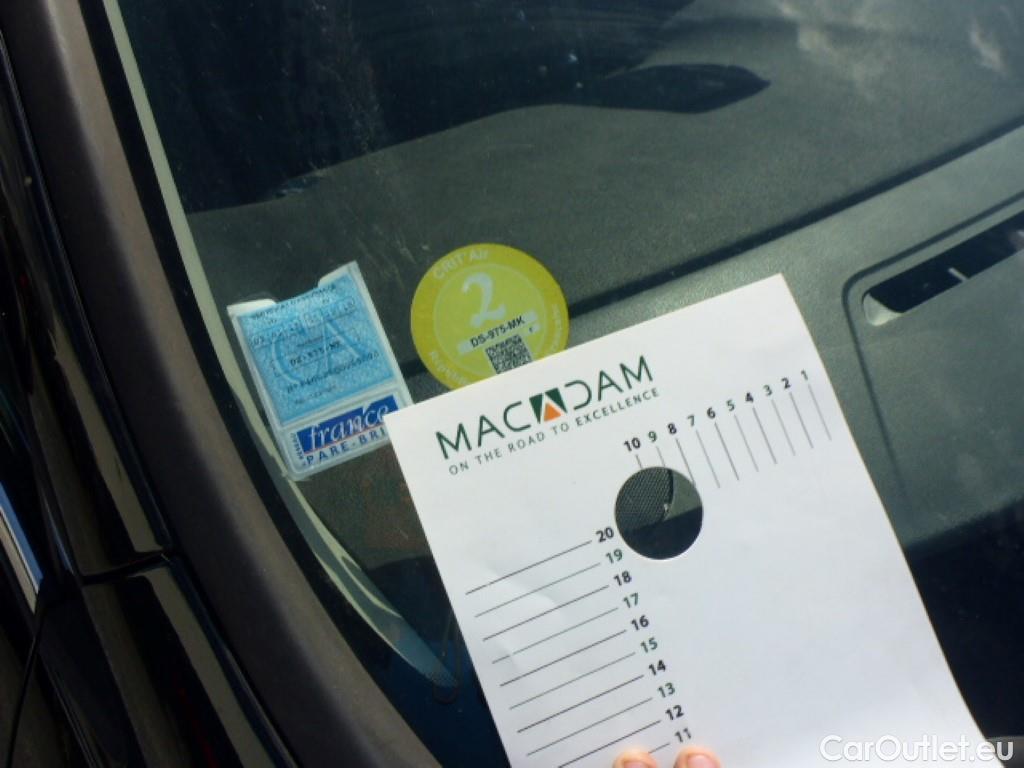 CRIT'Air
2
DS-975-MK
france
PARE-BRI
MACADAM
ON THE ROAD TO EXCELLENCE
10 9 8 7 6 5 4 3 2 1
20
19
18
17
16
15
14
13
12
11
CarOutlet.eu